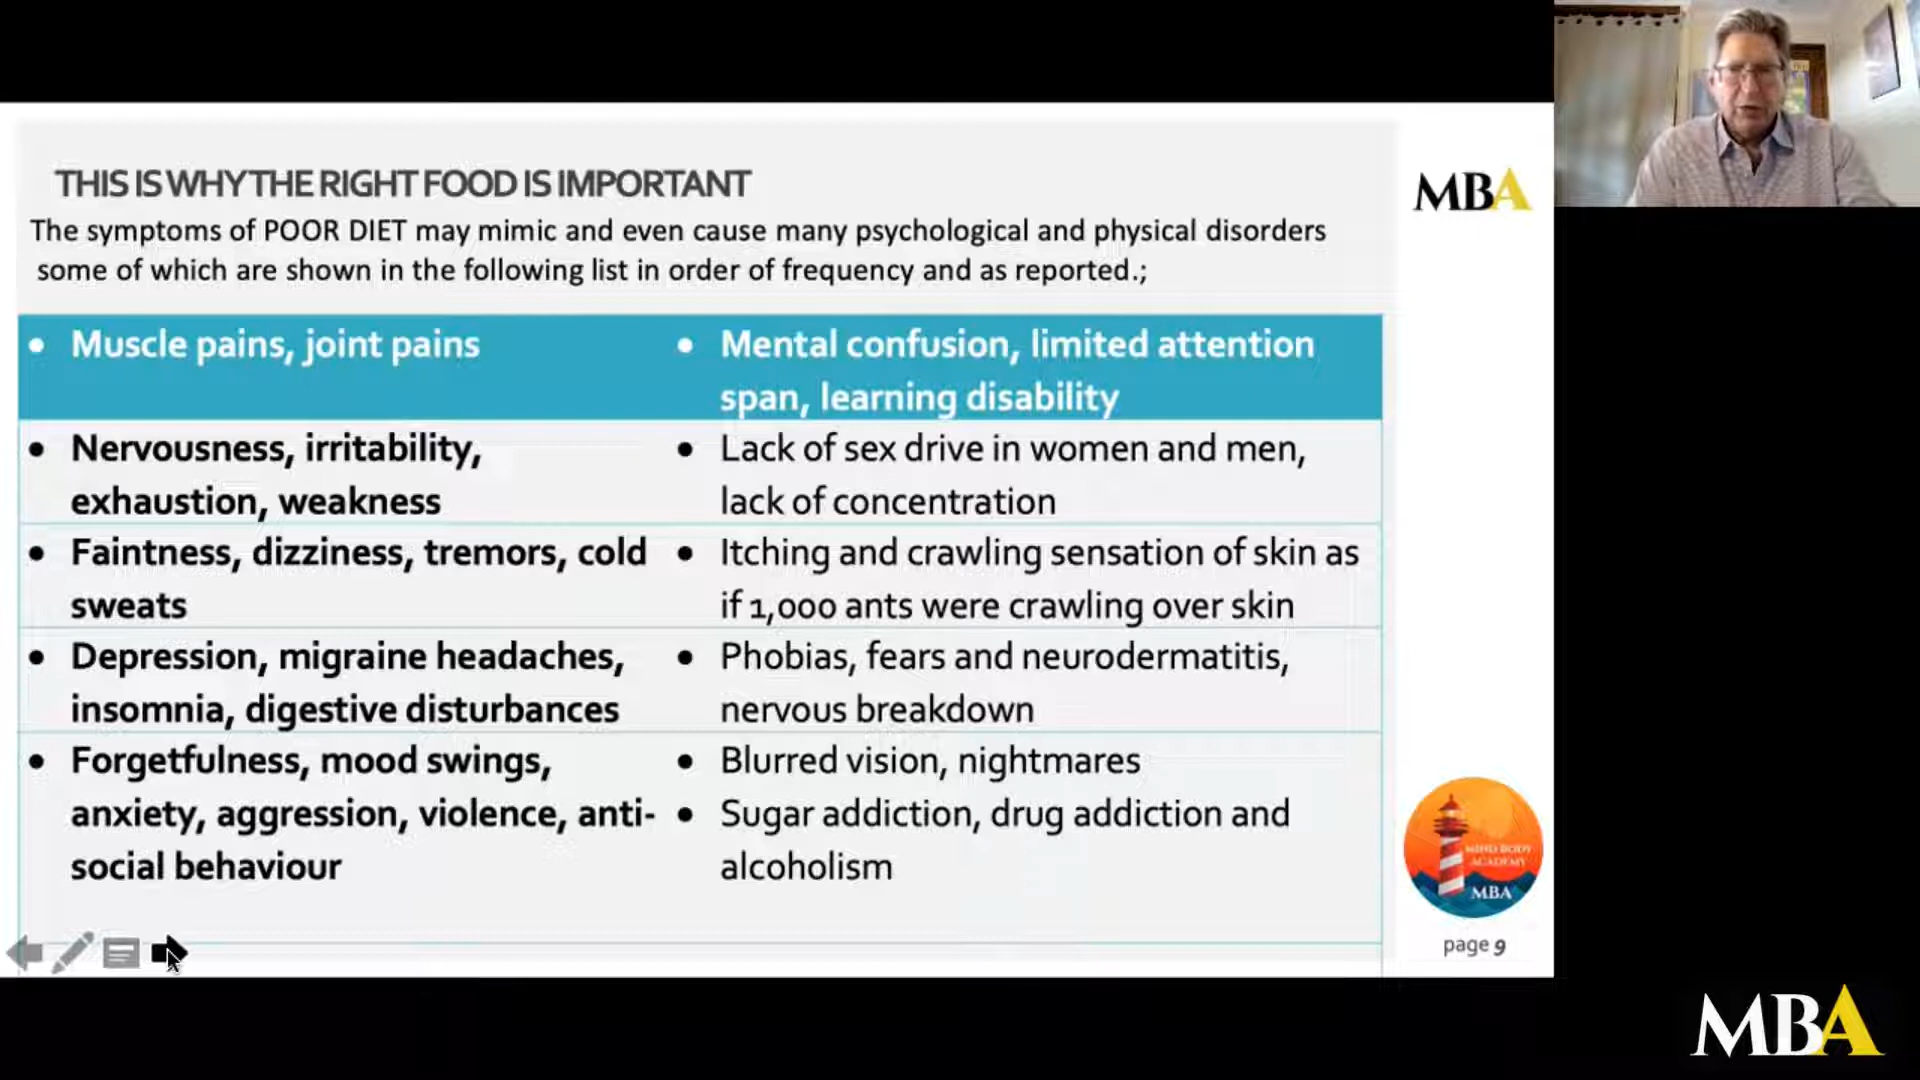 THIS IS WHY THE RIGHT FOOD IS IMPORTANT
The symptoms of POOR DIET may mimic and even cause many psychological and physical disorders
some of which are shown in the following list in order of frequency and as reported.;
• Muscle pains, joint pains
• Mental confusion, limited attention
span, learning disability
• Nervousness, irritability,
exhaustion, weakness
• Lack of sex drive in women and men,
lack of concentration
• Faintness, dizziness, tremors, cold
sweats
• Itching and crawling sensation of skin as
if 1,000 ants were crawling over skin
• Depression, migraine headaches,
insomnia, digestive disturbances
• Phobias, fears and neurodermatitis,
nervous breakdown
• Forgetfulness, mood swings,
anxiety, aggression, violence, anti-
social behaviour
• Blurred vision, nightmares
• Sugar addiction, drug addiction and
alcoholism
MBA
MIND BODY
ACADEMY
MBA
page 9
MBA